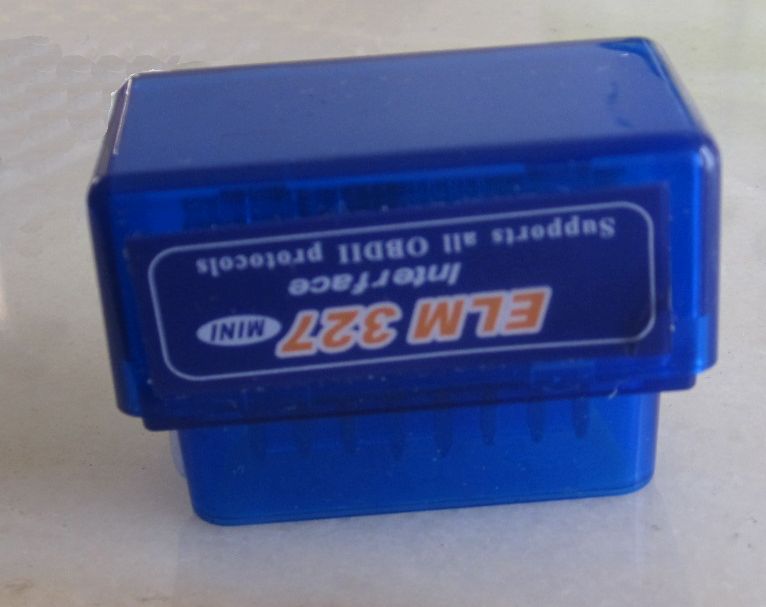 ELM 327 MINI
Interface
Supports all OBDII protocols